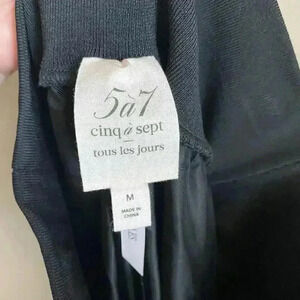 5à7
cinq à sept
tous les jours
M
MADE IN
CHINA